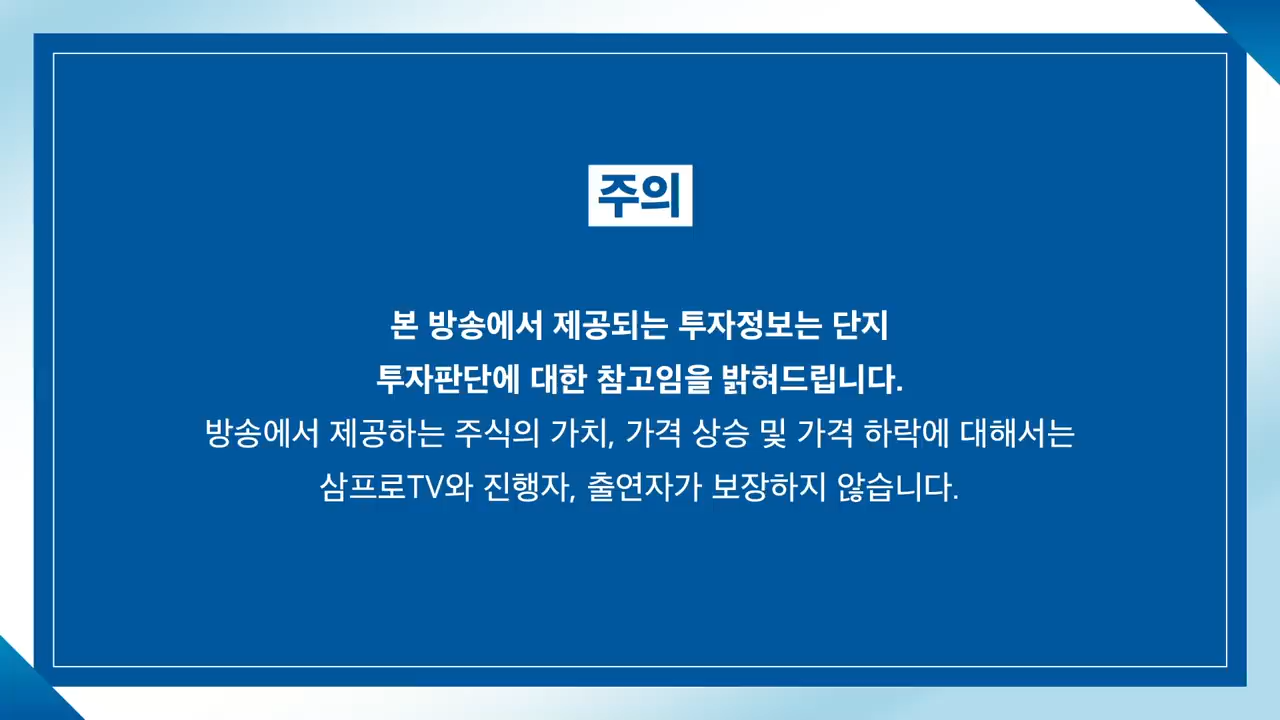 주의
본 방송에서 제공되는 투자정보는 단지
투자판단에 대한 참고임을 밝혀드립니다.
방송에서 제공하는 주식의 가치, 가격 상승 및 가격 하락에 대해서는
삼프로TV와 진행자, 출연자가 보장하지 않습니다.